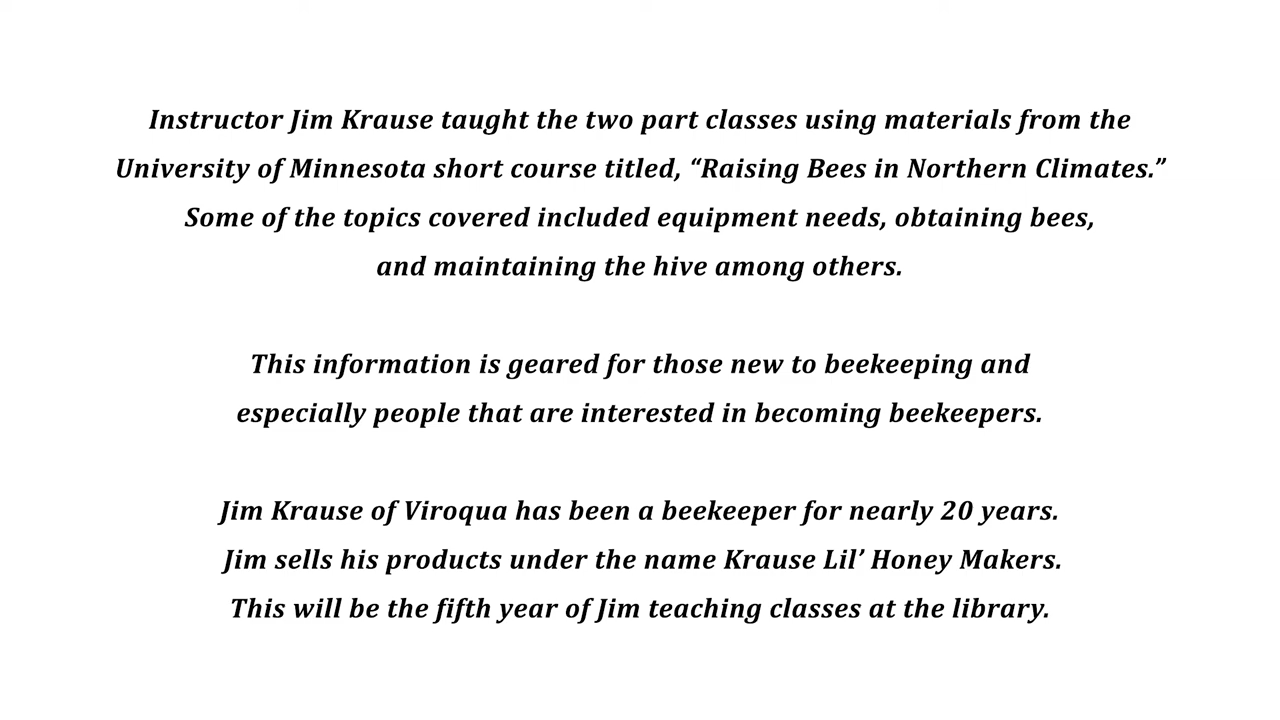 Instructor Jim Krause taught the two part classes using materials from the
University of Minnesota short course titled, “Raising Bees in Northern Climates.”
Some of the topics covered included equipment needs, obtaining bees,
and maintaining the hive among others.
This information is geared for those new to beekeeping and
especially people that are interested in becoming beekeepers.
Jim Krause of Viroqua has been a beekeeper for nearly 20 years.
Jim sells his products under the name Krause Lil’ Honey Makers.
This will be the fifth year of Jim teaching classes at the library.